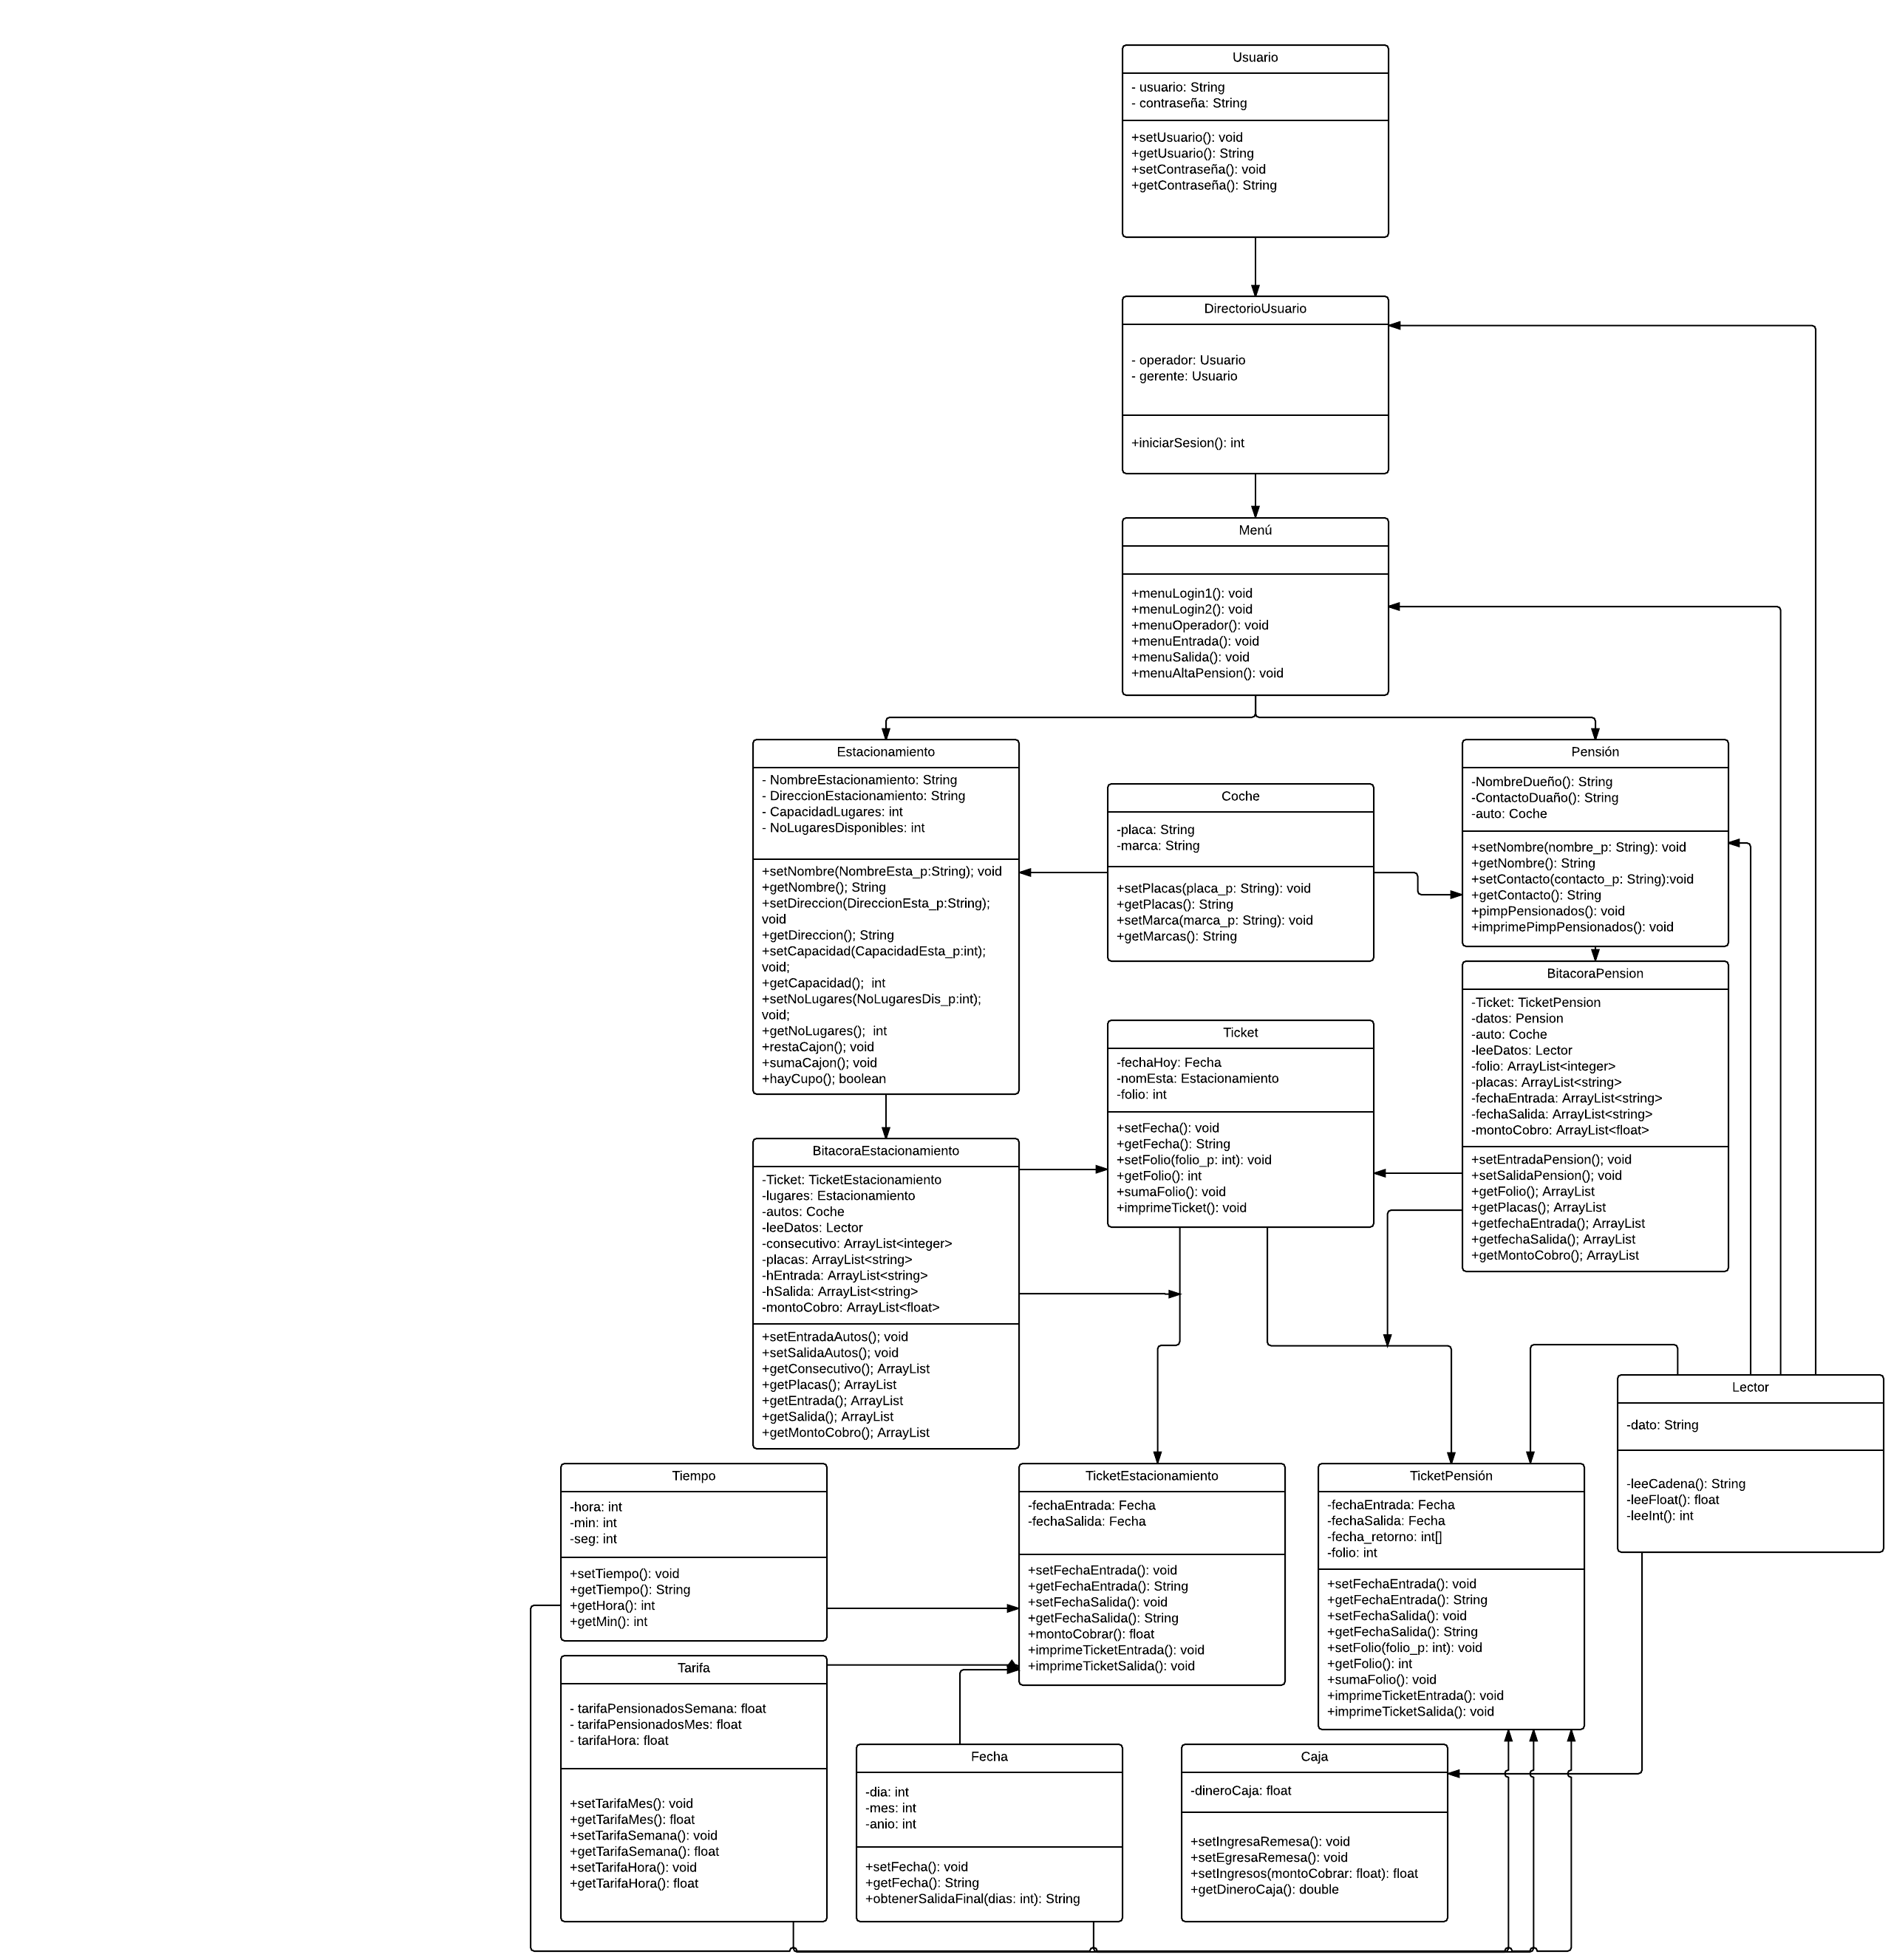 Usuario
- usuario: String
- contraseña: String
+setUsuario(): void
+getUsuario(): String
+setContraseña(): void
+getContraseña(): String
DirectorioUsuario
- operador: Usuario
- gerente: Usuario
+iniciarSesion(): int
Menú
+menuLogin1(): void
+menuLogin2(): void
+menuOperador(): void
+menuEntrada(): void
+menuSalida(): void
+menuAltaPension(): void
Estacionamiento
- NombreEstacionamiento: String
- DireccionEstacionamiento: String
- CapacidadLugares: int
- NoLugaresDisponibles: int
+setNombre(NombreEsta_p:String); void
+getNombre(); String
+setDireccion(DireccionEsta_p:String);
void
+getDireccion(); String
+setCapacidad(CapacidadEsta_p:int);
void;
+getCapacidad();  int
+setNoLugares(NoLugaresDis_p:int);
void;
+getNoLugares();  int
+restaCajon(); void
+sumaCajon(); void
+hayCupo(); boolean
Coche
-placa: String
-marca: String
+setPlacas(placa_p: String): void
+getPlacas(): String
+setMarca(marca_p: String): void
+getMarcas(): String
Pensión
-NombreDueño(): String
-ContactoDuaño(): String
-auto: Coche
+setNombre(nombre_p: String): void
+getNombre(): String
+setContacto(contacto_p: String):void
+getContacto(): String
+pimpPensionados(): void
+imprimePimpPensionados(): void
BitacoraPension
-Ticket: TicketPension
-datos: Pension
-auto: Coche
-leeDatos: Lector
-folio: ArrayList<integer>
-placas: ArrayList<string>
-fechaEntrada: ArrayList<string>
-fechaSalida: ArrayList<string>
-montoCobro: ArrayList<float>
+setEntradaPension(); void
+setSalidaPension(); void
+getFolio(); ArrayList
+getPlacas(); ArrayList
+getfechaEntrada(); ArrayList
+getfechaSalida(); ArrayList
+getMontoCobro(); ArrayList
Ticket
-fechaHoy: Fecha
-nomEsta: Estacionamiento
-folio: int
+setFecha(): void
+getFecha(): String
+setFolio(folio_p: int): void
+getFolio(): int
+sumaFolio(): void
+imprimeTicket(): void
BitacoraEstacionamiento
-Ticket: TicketEstacionamiento
-lugares: Estacionamiento
-autos: Coche
-leeDatos: Lector
-consecutivo: ArrayList<integer>
-placas: ArrayList<string>
-hEntrada: ArrayList<string>
-hSalida: ArrayList<string>
-montoCobro: ArrayList<float>
+setEntradaAutos(); void
+setSalidaAutos(); void
+getConsecutivo(); ArrayList
+getPlacas(); ArrayList
+getEntrada(); ArrayList
+getSalida(); ArrayList
+getMontoCobro(); ArrayList
Lector
-dato: String
-leeCadena(): String
-leeFloat(): float
-leeInt(): int
Tiempo
-hora: int
-min: int
-seg: int
+setTiempo(): void
+getTiempo(): String
+getHora(): int
+getMin(): int
TicketEstacionamiento
-fechaEntrada: Fecha
-fechaSalida: Fecha
+setFechaEntrada(): void
+getFechaEntrada(): String
+setFechaSalida(): void
+getFechaSalida(): String
+montoCobrar(): float
+imprimeTicketEntrada(): void
+imprimeTicketSalida(): void
TicketPensión
-fechaEntrada: Fecha
-fechaSalida: Fecha
-fecha_retorno: int[]
-folio: int
+setFechaEntrada(): void
+getFechaEntrada(): String
+setFechaSalida(): void
+getFechaSalida(): String
+setFolio(folio_p: int): void
+getFolio(): int
+sumaFolio(): void
+imprimeTicketEntrada(): void
+imprimeTicketSalida(): void
Tarifa
- tarifaPensionadosSemana: float
- tarifaPensionadosMes: float
- tarifaHora: float
+setTarifaMes(): void
+getTarifaMes(): float
+setTarifaSemana(): void
+getTarifaSemana(): float
+setTarifaHora(): void
+getTarifaHora(): float
Fecha
-dia: int
-mes: int
-anio: int
+setFecha(): void
+getFecha(): String
+obtenerSalidaFinal(dias: int): String
Caja
-dineroCaja: float
+setIngresaRemesa(): void
+setEgresaRemesa(): void
+setIngresos(montoCobrar: float): float
+getDineroCaja(): double